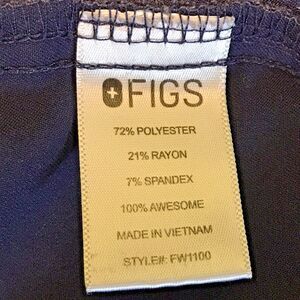 FIGS
72% POLYESTER
21% RAYON
7% SPANDEX
100% AWESOME
MADE IN VIETNAM
STYLE#: FW1100